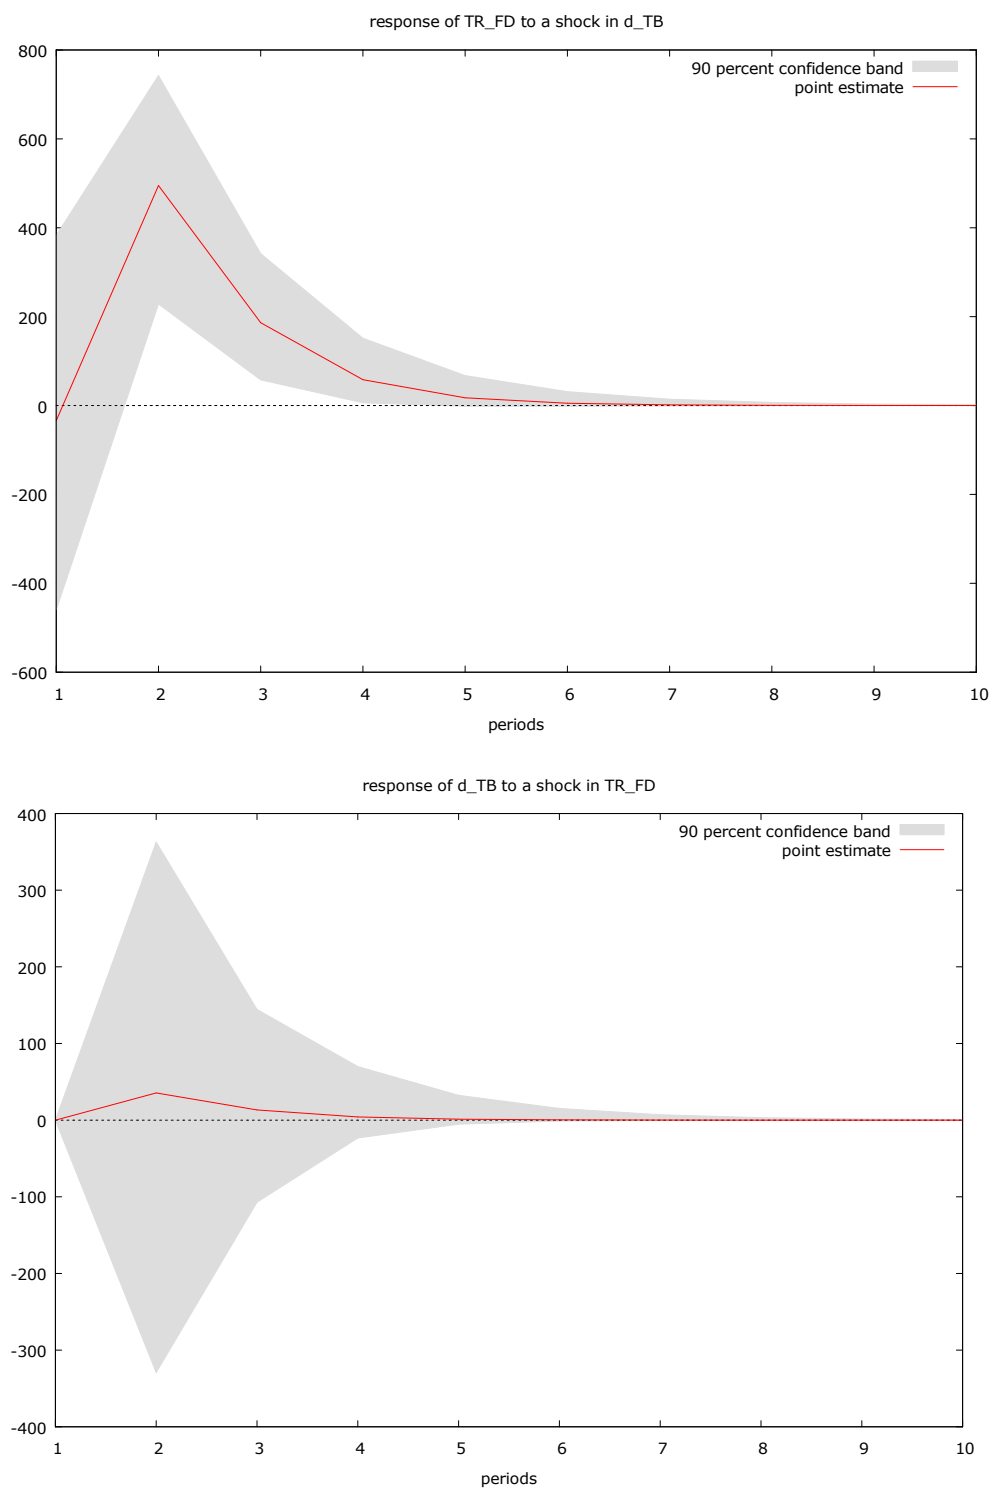 response of TR_FD to a shock in d_TB
90 percent confidence band
point estimate
800
600
400
200
0
-200
-400
-600
1 2 3 4 5 6 7 8 9 10
periods
response of d_TB to a shock in TR_FD
90 percent confidence band
point estimate
400
300
200
100
0
-100
-200
-300
-400
1 2 3 4 5 6 7 8 9 10
periods